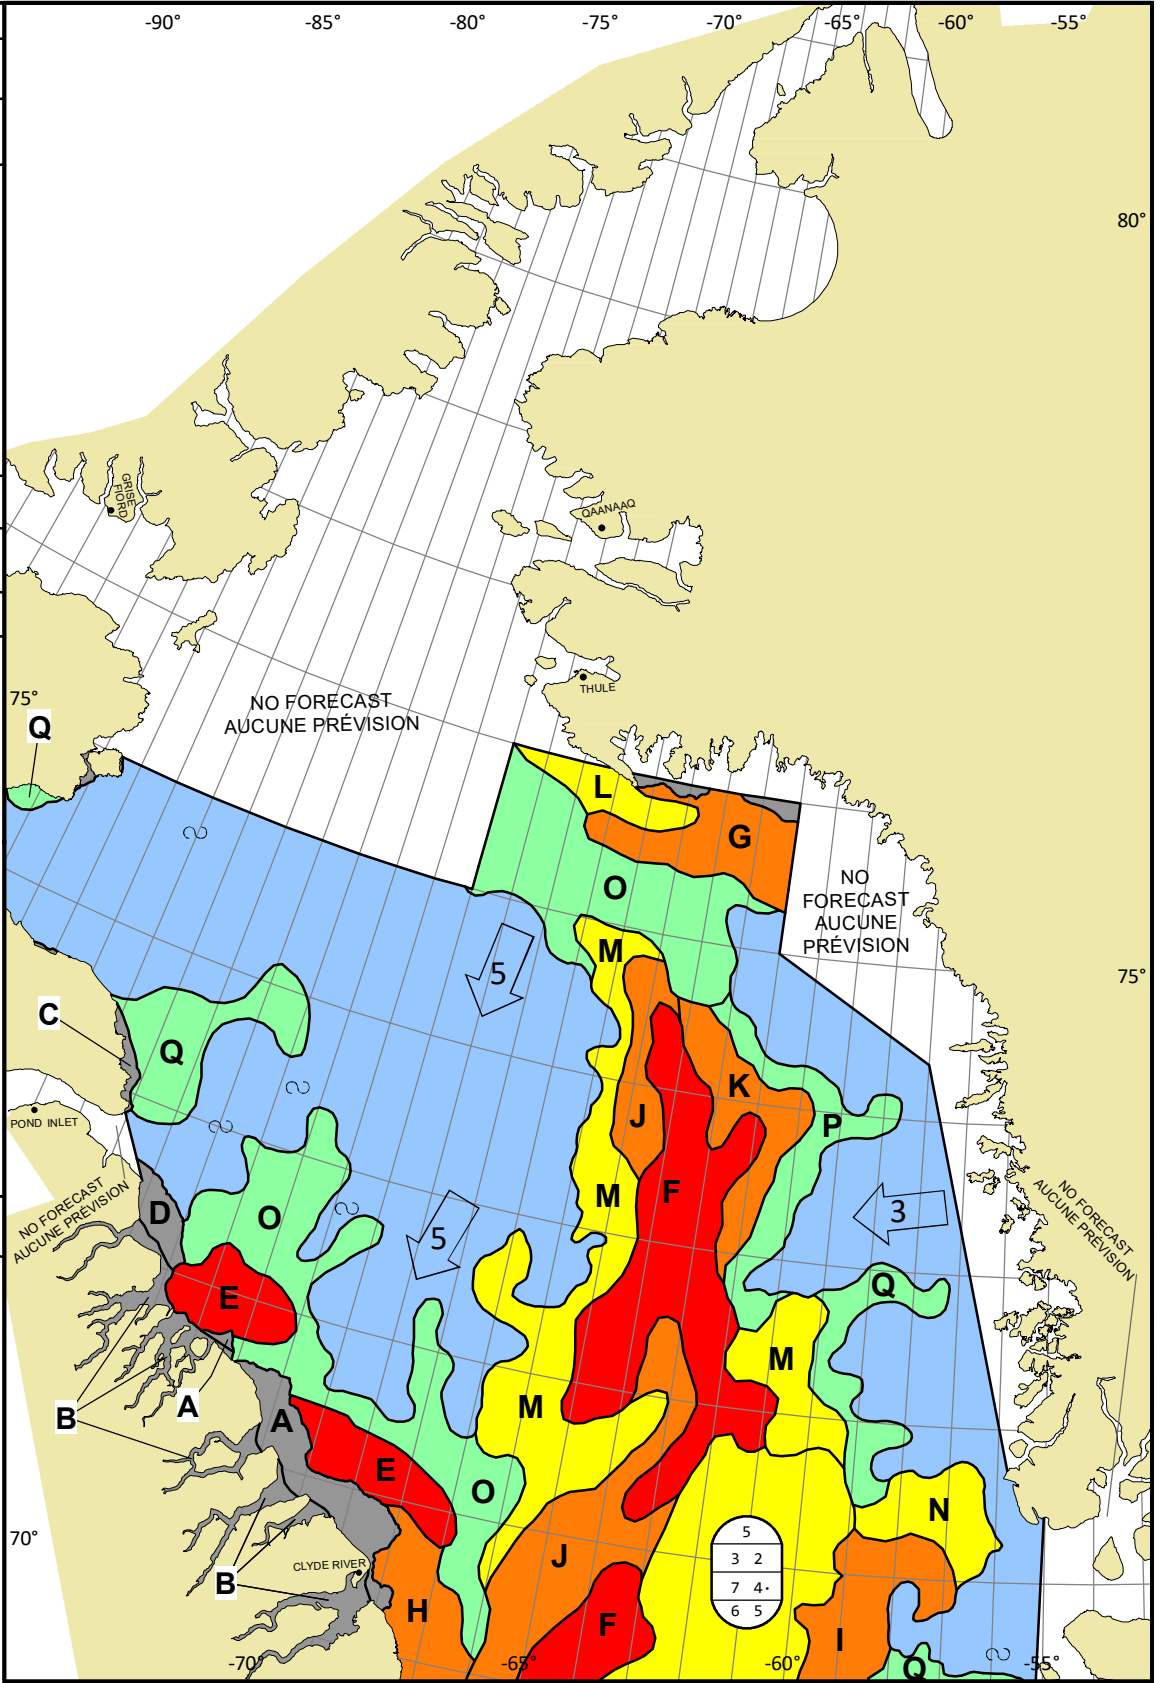 -90° -85° -80° -75° -70° -65° -60° -55°
80°
GRISE
FIORD
QAANAAQ
THULE
75°
NO FORECAST
AUCUNE PRÉVISION
Q
L
G
O
NO
FORECAST
AUCUNE
PRÉVISION
M
5
75°
C
Q
K
J
P
POND INLET
NO FORECAST
AUCUNE PRÉVISION
D
O
M
F
3
5
NO FORECAST
AUCUNE PRÉVISION
E
Q
M
B
A
A
M
E
O
N
70°
5
3 2
7 4•
6 5
J
CLYDE RIVER
B
H
F
I
Q
-70° -65° -60° -55°